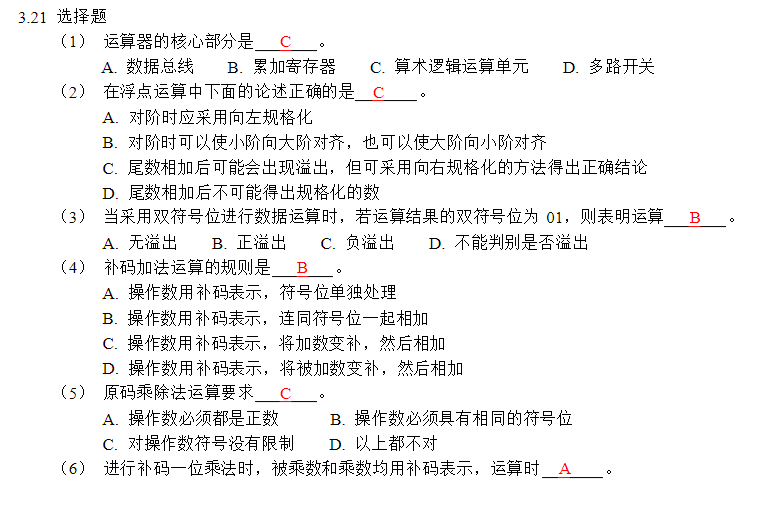 3.21 选择题
（1） 运算器的核心部分是___C___。
A. 数据总线 B. 累加寄存器 C. 算术逻辑运算单元 D. 多路开关
（2） 在浮点运算中下面的论述正确的是__C____。
A. 对阶时应采用向左规格化
B. 对阶时可以使小阶向大阶对齐，也可以使大阶向小阶对齐
C. 尾数相加后可能会出现溢出，但可采用向右规格化的方法得出正确结论
D. 尾数相加后不可能得出规格化的数
（3） 当采用双符号位进行数据运算时，若运算结果的双符号位为 01，则表明运算___B___。
A. 无溢出 B. 正溢出 C. 负溢出 D. 不能判别是否溢出
（4） 补码加法运算的规则是___B___。
A. 操作数用补码表示，符号位单独处理
B. 操作数用补码表示，连同符号位一起相加
C. 操作数用补码表示，将加数变补，然后相加
D. 操作数用补码表示，将被加数变补，然后相加
（5） 原码乘除法运算要求___C___。
A. 操作数必须都是正数 B. 操作数必须具有相同的符号位
C. 对操作数符号没有限制 D. 以上都不对
（6） 进行补码一位乘法时，被乘数和乘数均用补码表示，运算时__A____。